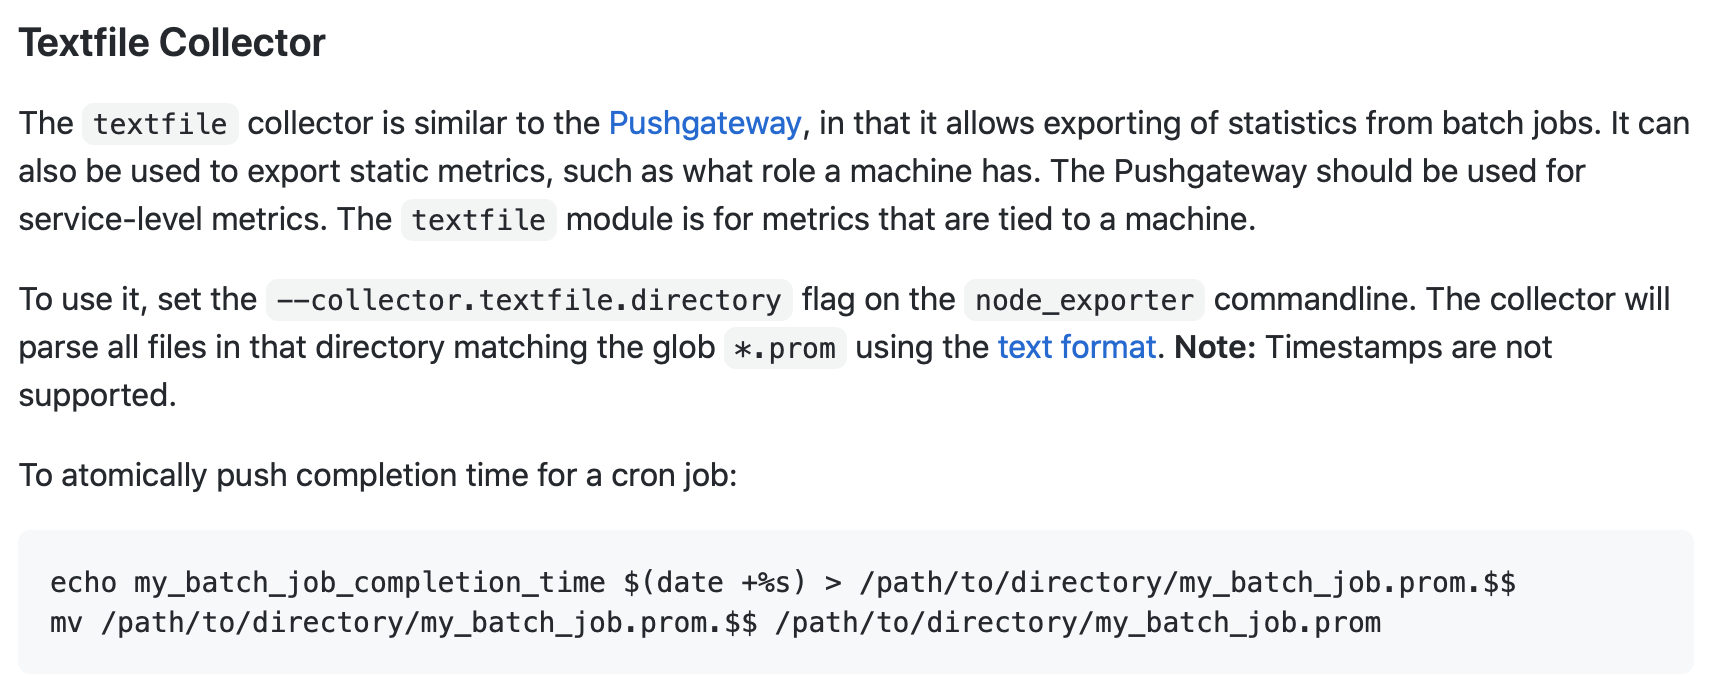 Textfile Collector
The textfile collector is similar to the Pushgateway, in that it allows exporting of statistics from batch jobs. It can
also be used to export static metrics, such as what role a machine has. The Pushgateway should be used for
service-level metrics. The textfile module is for metrics that are tied to a machine.
To use it, set the --collector.textfile.directory flag on the node_exporter commandline. The collector will
parse all files in that directory matching the glob *.prom using the text format. Note: Timestamps are not
supported.
To atomically push completion time for a cron job:
echo my_batch_job_completion_time $(date +%s) > /path/to/directory/my_batch_job.prom.$$
mv /path/to/directory/my_batch_job.prom.$$ /path/to/directory/my_batch_job.prom